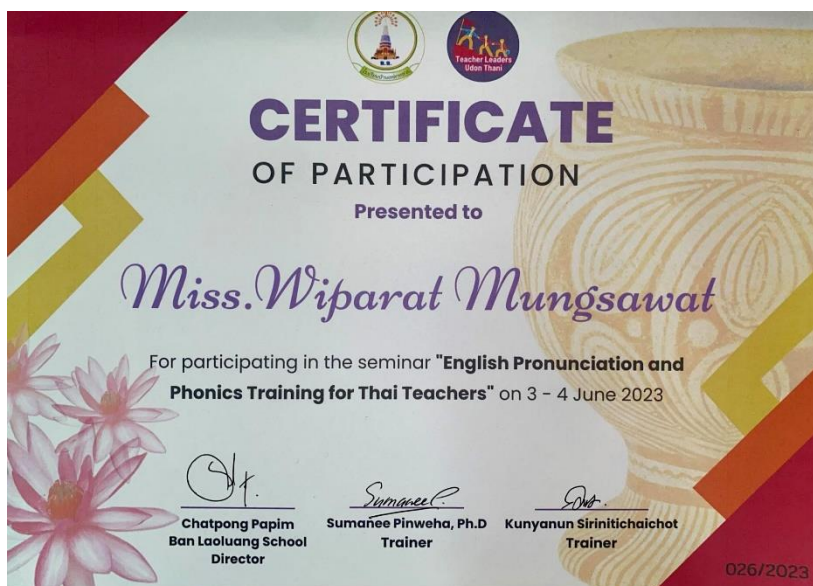 Teacher Leaders
Udon Thani
CERTIFICATE
OF PARTICIPATION
Presented to
Miss.Wiparat Mungsawat
For participating in the seminar "English Pronunciation and
Phonics Training for Thai Teachers" on 3 - 4 June 2023
Sumanee P.
Chatpong Papim
Ban Laoluang School
Director
Sumanee Pinweha, Ph.D
Trainer
Kunyanun Sirinitichaichot
Trainer
026/2023